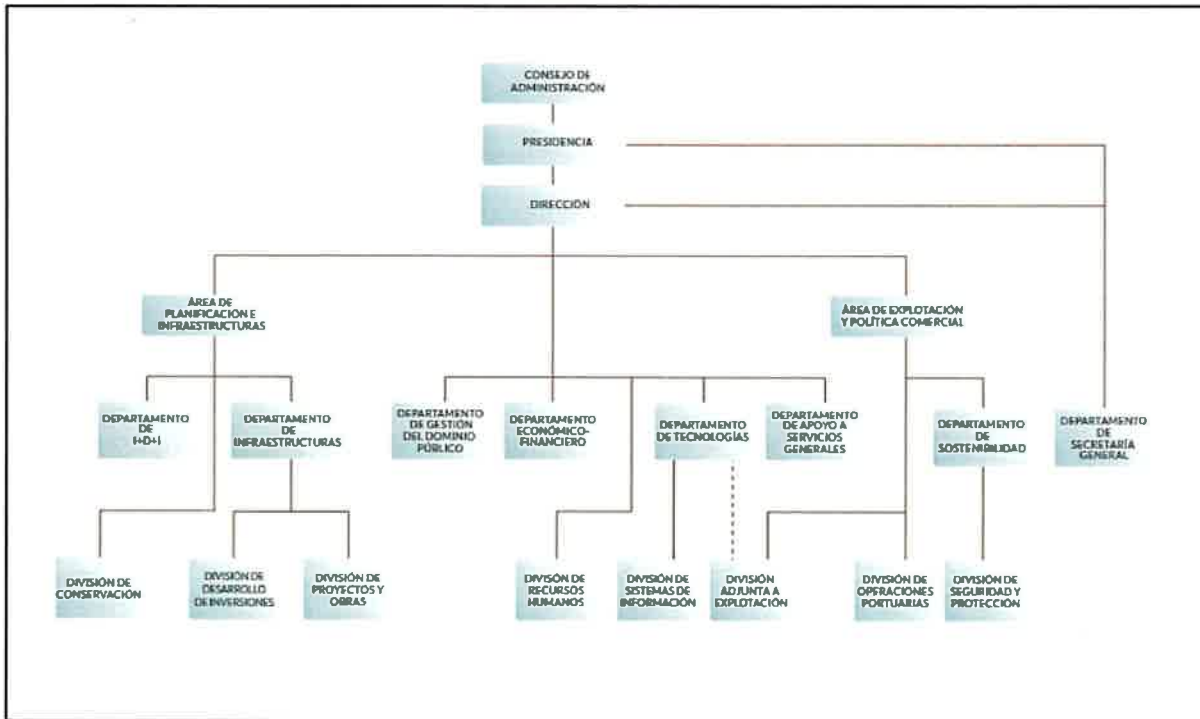 CONSEJO DE
ADMINISTRACIÓN
PRESIDENCIA
DIRECCIÓN
ÁREA DE
PLANIFICACIÓN E
INFRAESTRUCTURAS
ÁREA DE EXPLOTACIÓN
Y POLÍTICA COMERCIAL
DEPARTAMENTO
DE
I+D+I
DEPARTAMENTO
DE
INFRAESTRUCTURAS
DEPARTAMENTO
DE GESTIÓN
DEL DOMINIO
PÚBLICO
DEPARTAMENTO
ECONÓMICO-
FINANCIERO
DEPARTAMENTO
DE TECNOLOGÍAS
DEPARTAMENTO
DE APOYO A
SERVICIOS
GENERALES
DEPARTAMENTO
DE
SOSTENIBILIDAD
DEPARTAMENTO
DE
SECRETARÍA
GENERAL
DIVISIÓN DE
CONSERVACIÓN
DIVISIÓN DE
DESARROLLO
DE INVERSIONES
DIVISIÓN DE
PROYECTOS Y
OBRAS
DIVISIÓN DE
RECURSOS
HUMANOS
DIVISIÓN DE
SISTEMAS DE
INFORMACIÓN
DIVISIÓN
ADJUNTA A
EXPLOTACIÓN
DIVISIÓN DE
OPERACIONES
PORTUARIAS
DIVISIÓN DE
SEGURIDAD Y
PROTECCIÓN